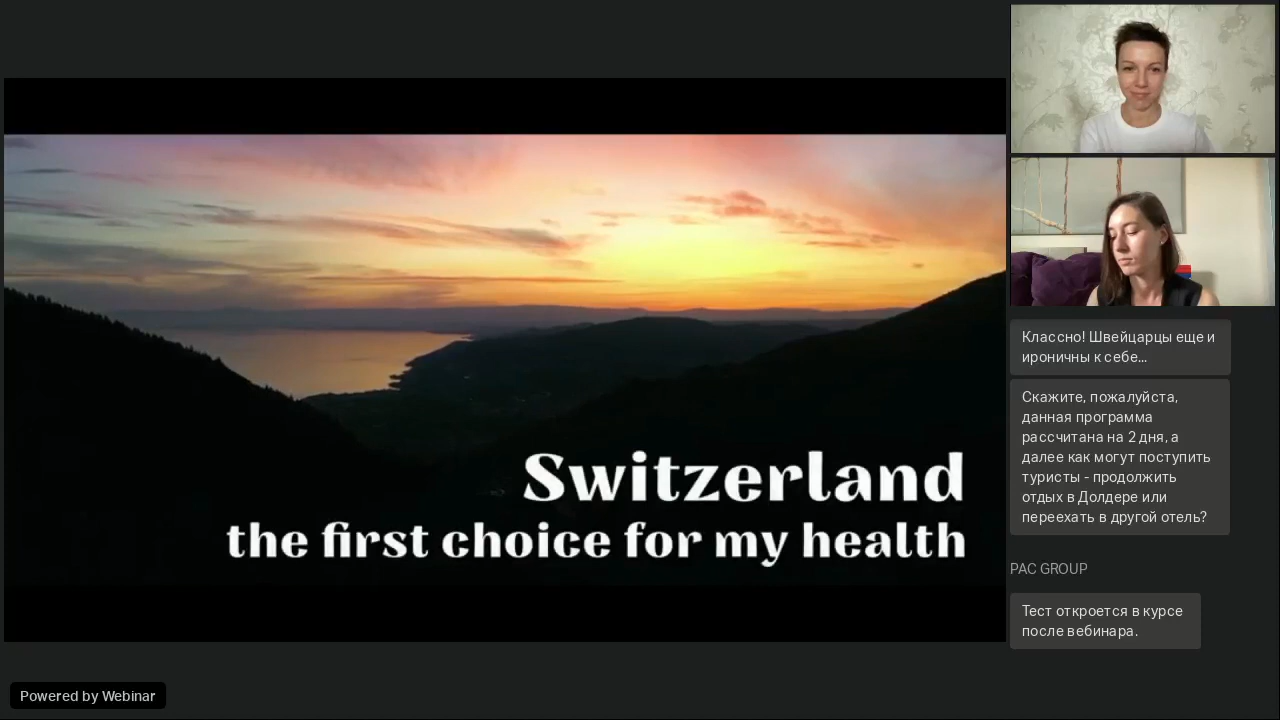 Switzerland
the first choice for my health
Классно! Швейцарцы еще и
ироничны к себе...
Скажите, пожалуйста,
данная программа
рассчитана на 2 дня, а
далее как могут поступить
туристы - продолжить
отдых в Долдере или
переехать в другой отель?
PAC GROUP
Тест откроется в курсе
после вебинара.
Powered by Webinar